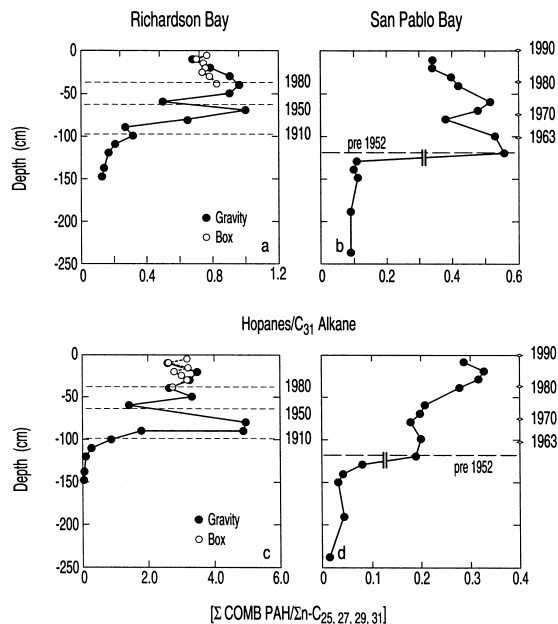 Richardson Bay San Pablo Bay
0 1990
-50 1980 1980
1950 1970
-100 1910 1963
pre 1952
-150
-200 Gravity
Box
-250 a b
0 0.4 0.8 1.2 0 0.2 0.4 0.6
Depth (cm)
Hopanes/C31 Alkane
0 1990
-50 1980 1980
1950 1970
-100 1910 1963
pre 1952
-150
-200 Gravity
Box
-250 c d
0 2.0 4.0 6.0 0 0.1 0.2 0.3 0.4
Depth (cm)
[Σ COMB PAH/Σn-C25, 27, 29, 31]